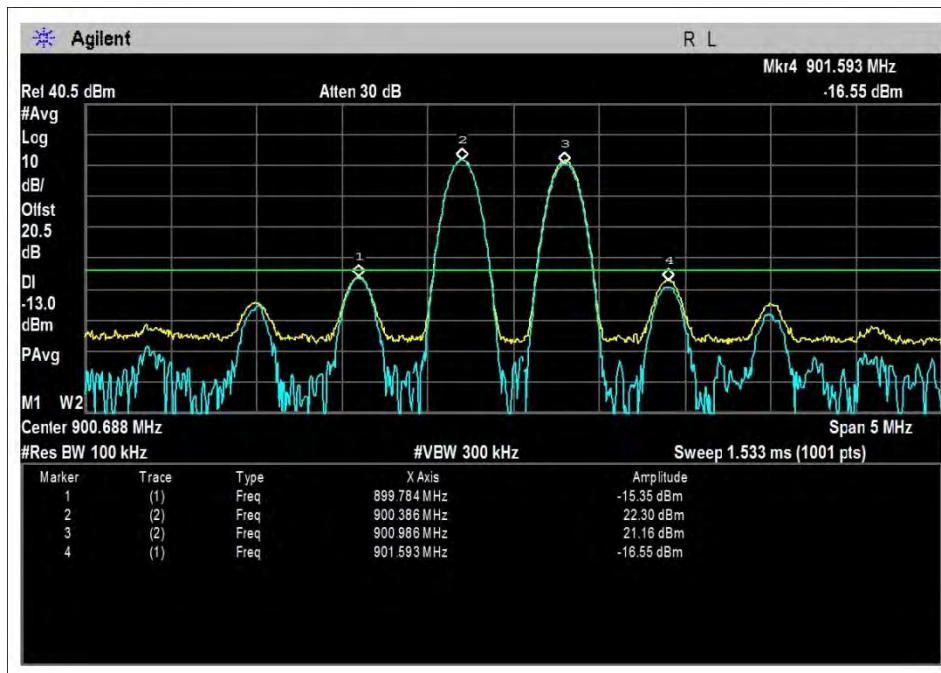 Agilent R L
Mkr4 901.593 MHz
Ref 40.5 dBm Atten 30 dB -16.55 dBm
#Avg
Log
10
dB/
Offst
20.5
dB
DI
-13.0
dBm
PAvg
M1 W2
1
2
3
4
Center 900.688 MHz Span 5 MHz
#Res BW 100 kHz #VBW 300 kHz Sweep 1.533 ms (1001 pts)
Marker Trace Type X Axis Amplitude
1 (1) Freq 899.784 MHz -15.35 dBm
2 (2) Freq 900.386 MHz 22.30 dBm
3 (2) Freq 900.986 MHz 21.16 dBm
4 (1) Freq 901.593 MHz -16.55 dBm